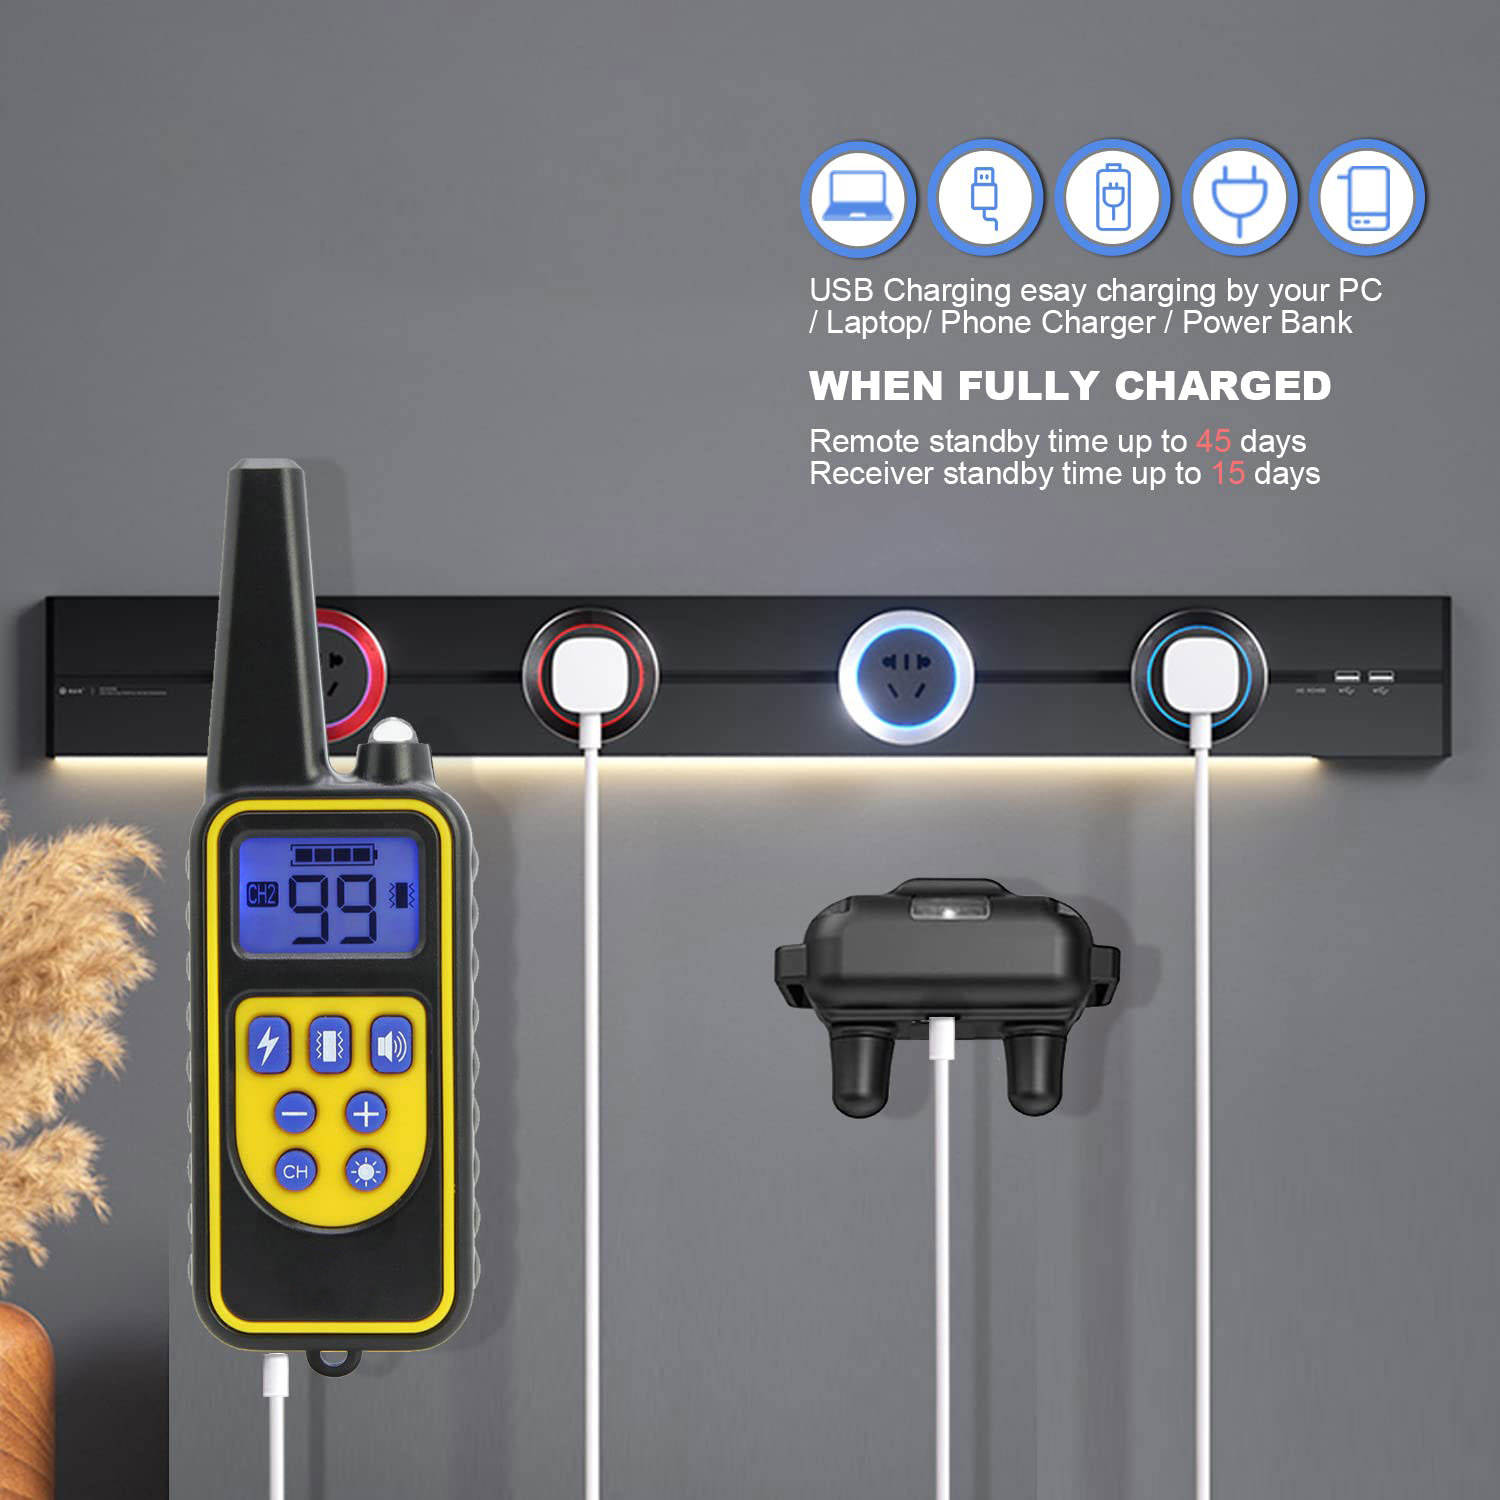 USB Charging esay charging by your PC
/ Laptop/ Phone Charger / Power Bank
WHEN FULLY CHARGED
Remote standby time up to 45 days
Receiver standby time up to 15 days
CH2
99
CH